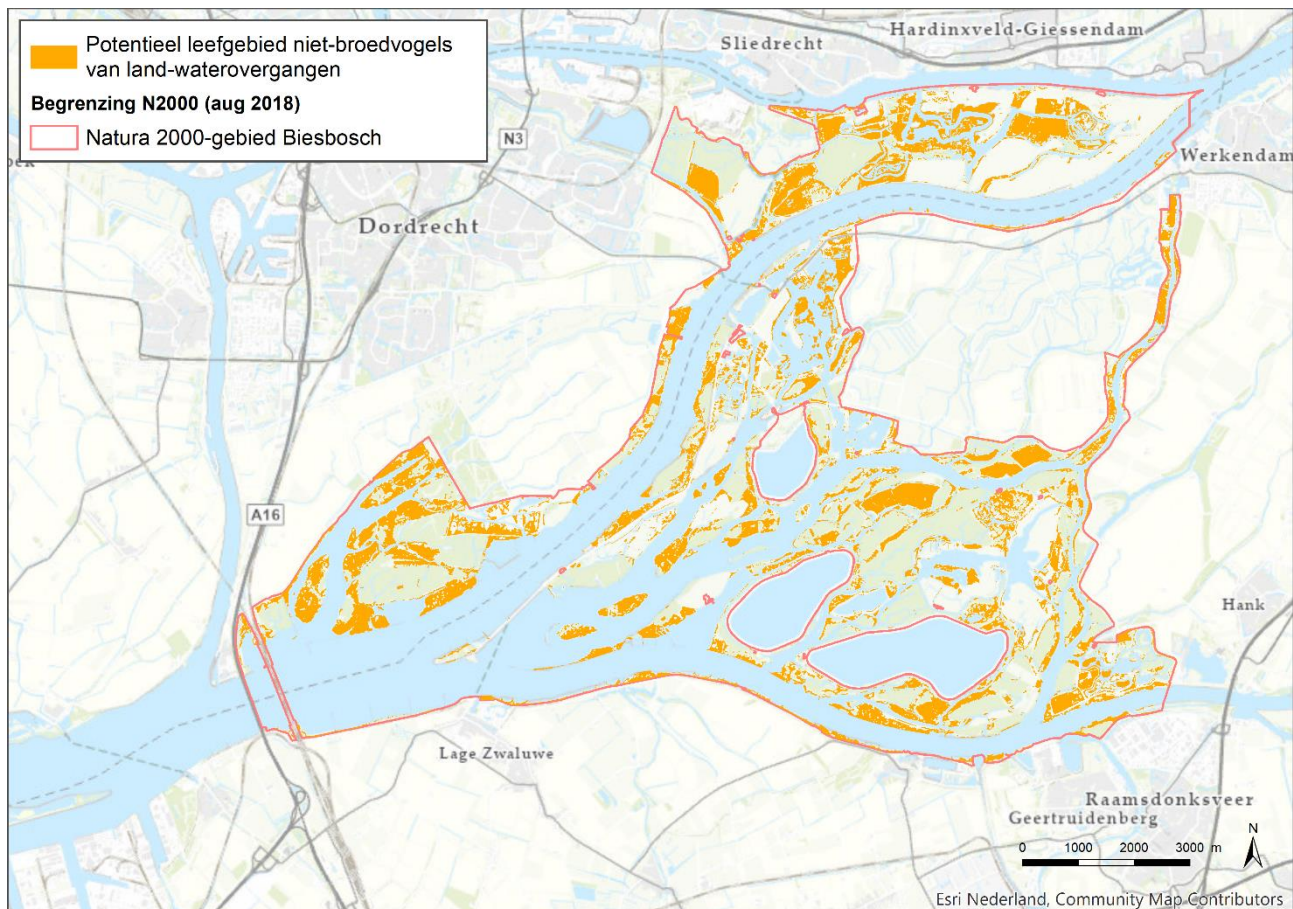 Potentieel leefgebied niet-broedvogels
van land-waterovergangen
Begrenzing N2000 (aug 2018)
Natura 2000-gebied Biesbosch
Hardinxveld-Giessendam
Sliedrecht
N3
Werkendam
Dordrecht
A16
Hank
Lage Zwaluwe
Raamsdonksveer
Geertruidenberg
N
0 1000 2000 3000 m
Esri Nederland, Community Map Contributors